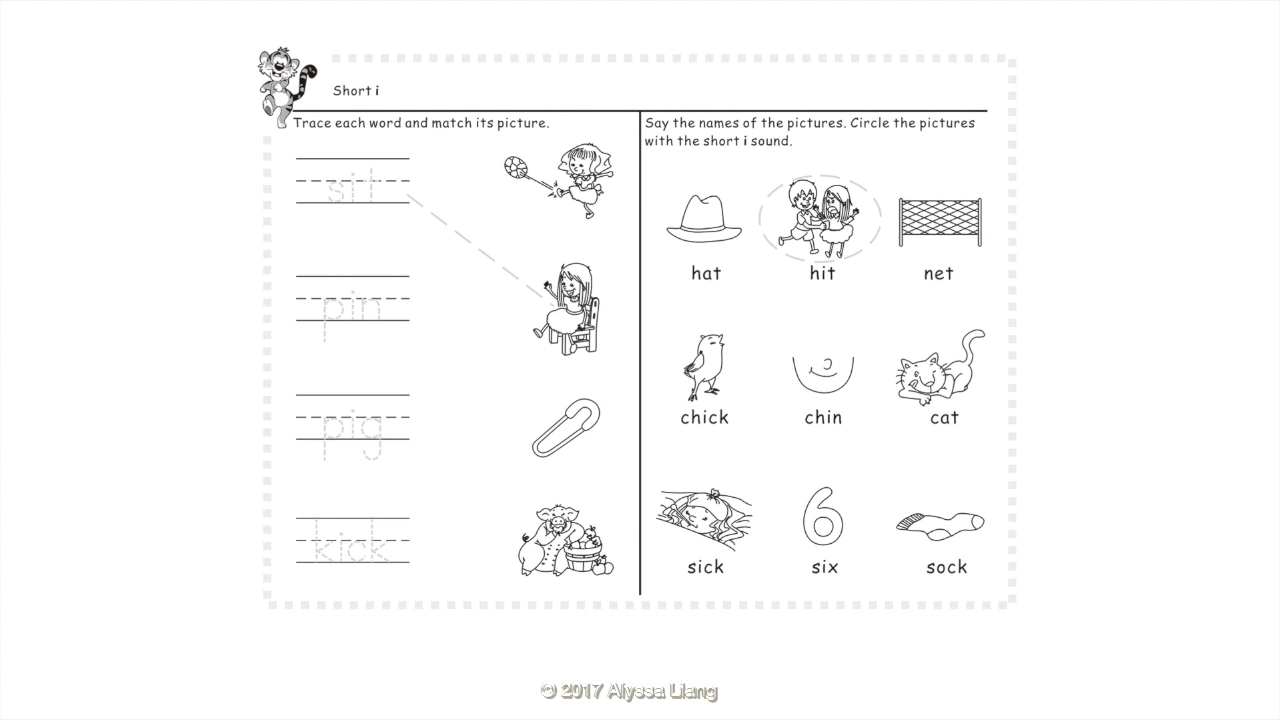 Short i
Trace each word and match its picture.
sit
pin
pig
kick
Say the names of the pictures. Circle the pictures
with the short i sound.
hat hit net
chick chin cat
6
sick six sock
© 2017 Alyssa Liang